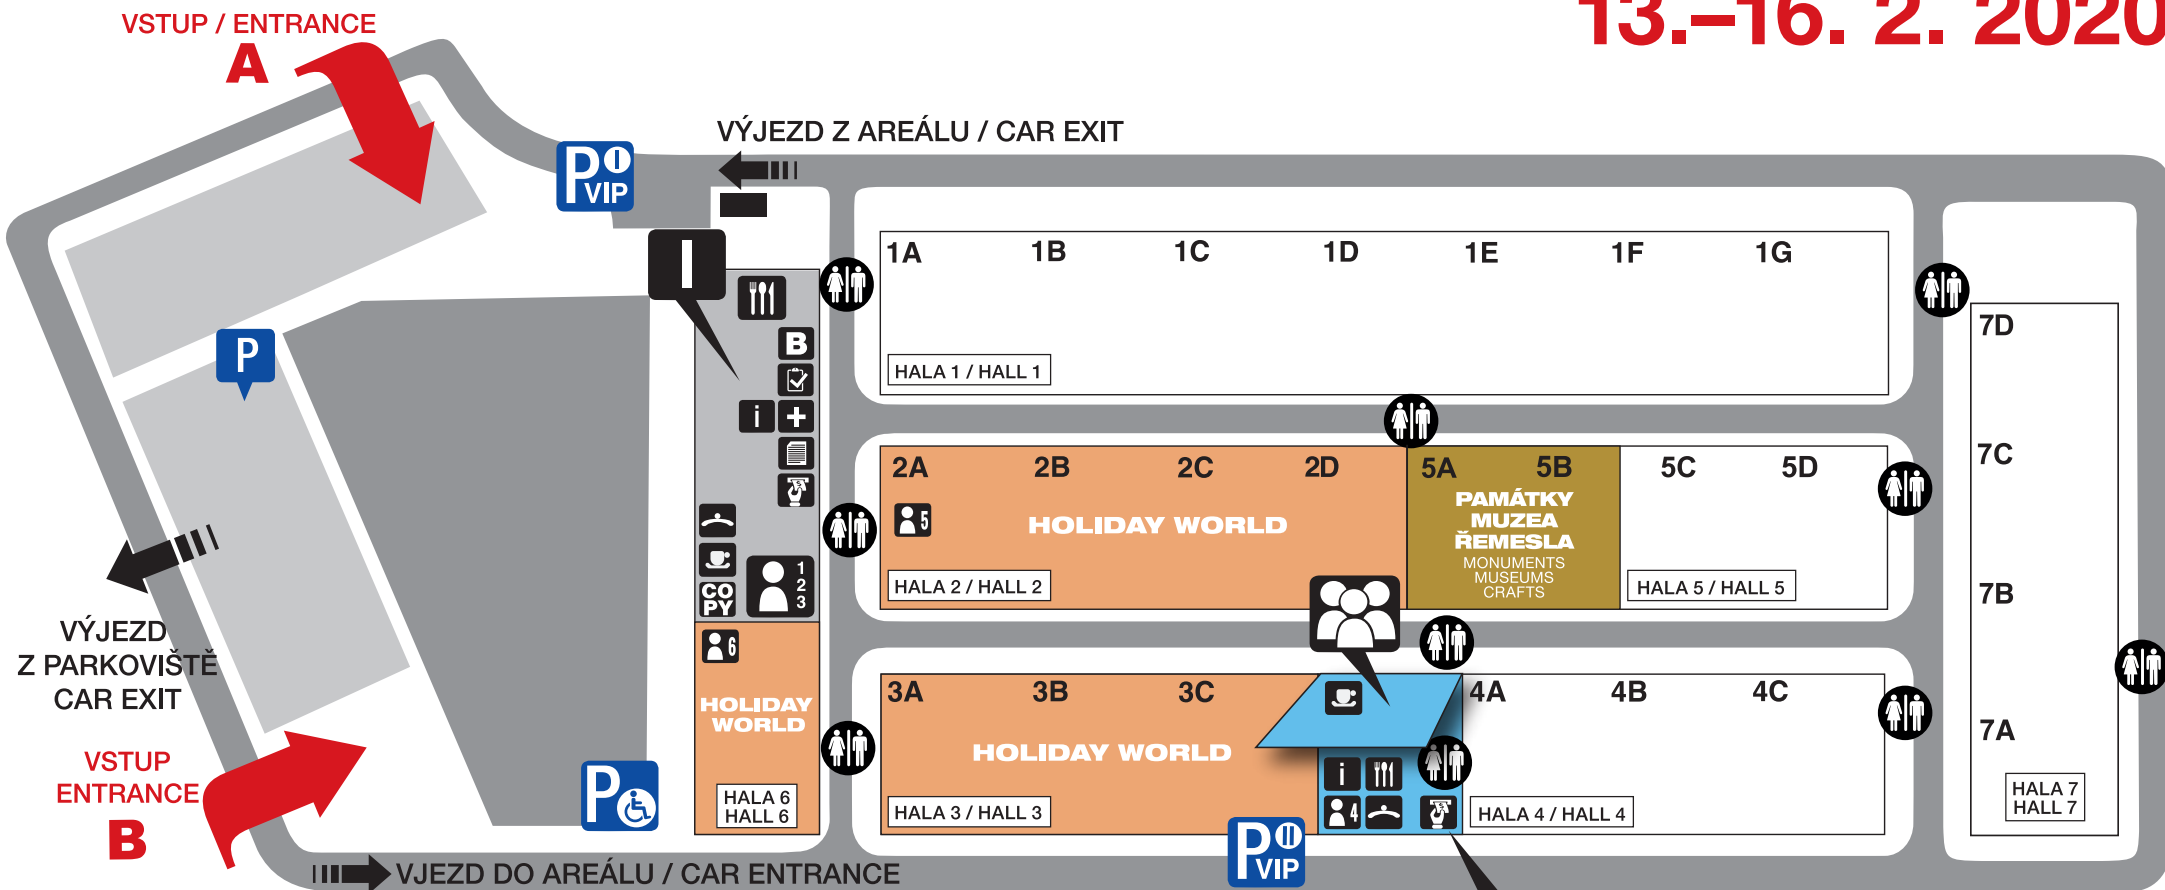 13.–16. 2. 2020
VSTUP / ENTRANCE
A
VÝJEZD Z AREÁLU / CAR EXIT
P I
VIP
I
1A 1B 1C 1D 1E 1F 1G
HALA 1 / HALL 1
P
B
i
2A 2B 2C 2D 5A 5B 5C 5D
5
HOLIDAY WORLD
PAMÁTKY
MUZEA
ŘEMESLA
MONUMENTS
MUSEUMS
CRAFTS
HALA 2 / HALL 2
HALA 5 / HALL 5
7D
7C
7B
7A
HALA 7
HALL 7
CO
PY
1
2
3
6
HOLIDAY
WORLD
HALA 6
HALL 6
VÝJEZD
Z PARKOVIŠTĚ
CAR EXIT
3A 3B 3C 4A 4B 4C
HOLIDAY WORLD
i
4
HALA 3 / HALL 3
HALA 4 / HALL 4
VSTUP
ENTRANCE
B
P
P II
VIP
VJEZD DO AREÁLU / CAR ENTRANCE